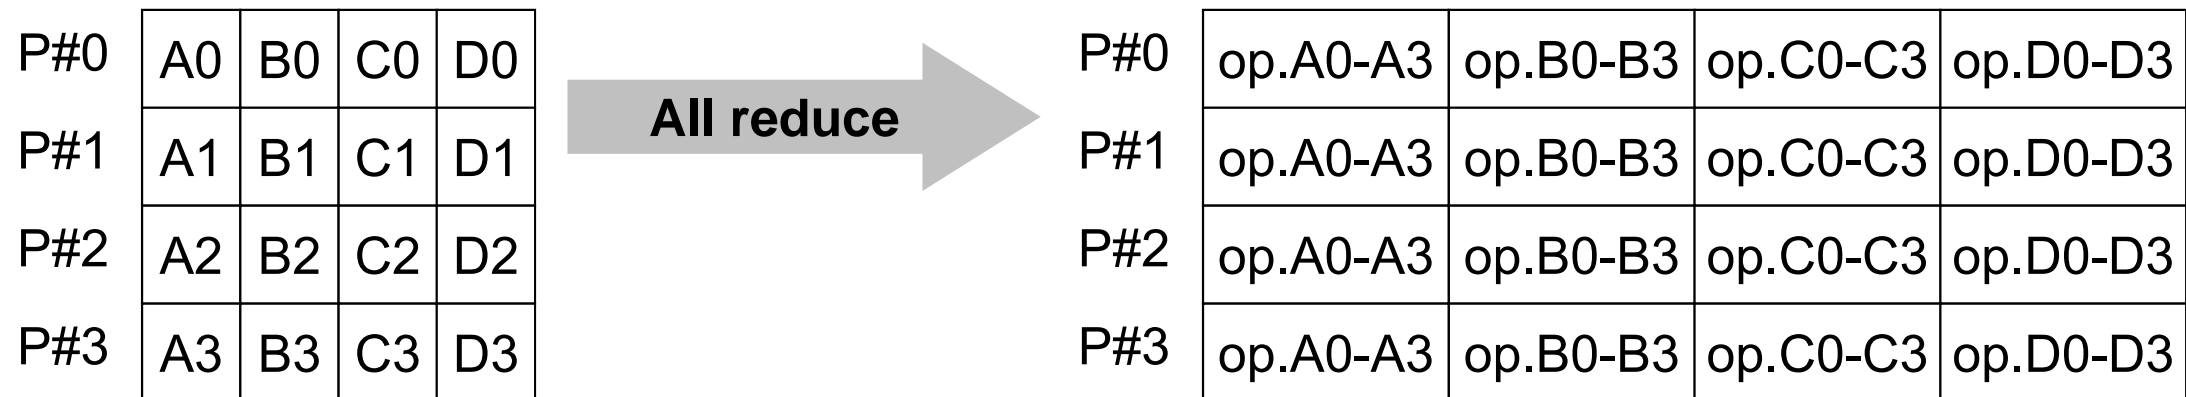 P#0 A0 B0 C0 D0 All reduce P#0 op.A0-A3 op.B0-B3 op.C0-C3 op.D0-D3
P#1 A1 B1 C1 D1 P#1 op.A0-A3 op.B0-B3 op.C0-C3 op.D0-D3
P#2 A2 B2 C2 D2 P#2 op.A0-A3 op.B0-B3 op.C0-C3 op.D0-D3
P#3 A3 B3 C3 D3 P#3 op.A0-A3 op.B0-B3 op.C0-C3 op.D0-D3